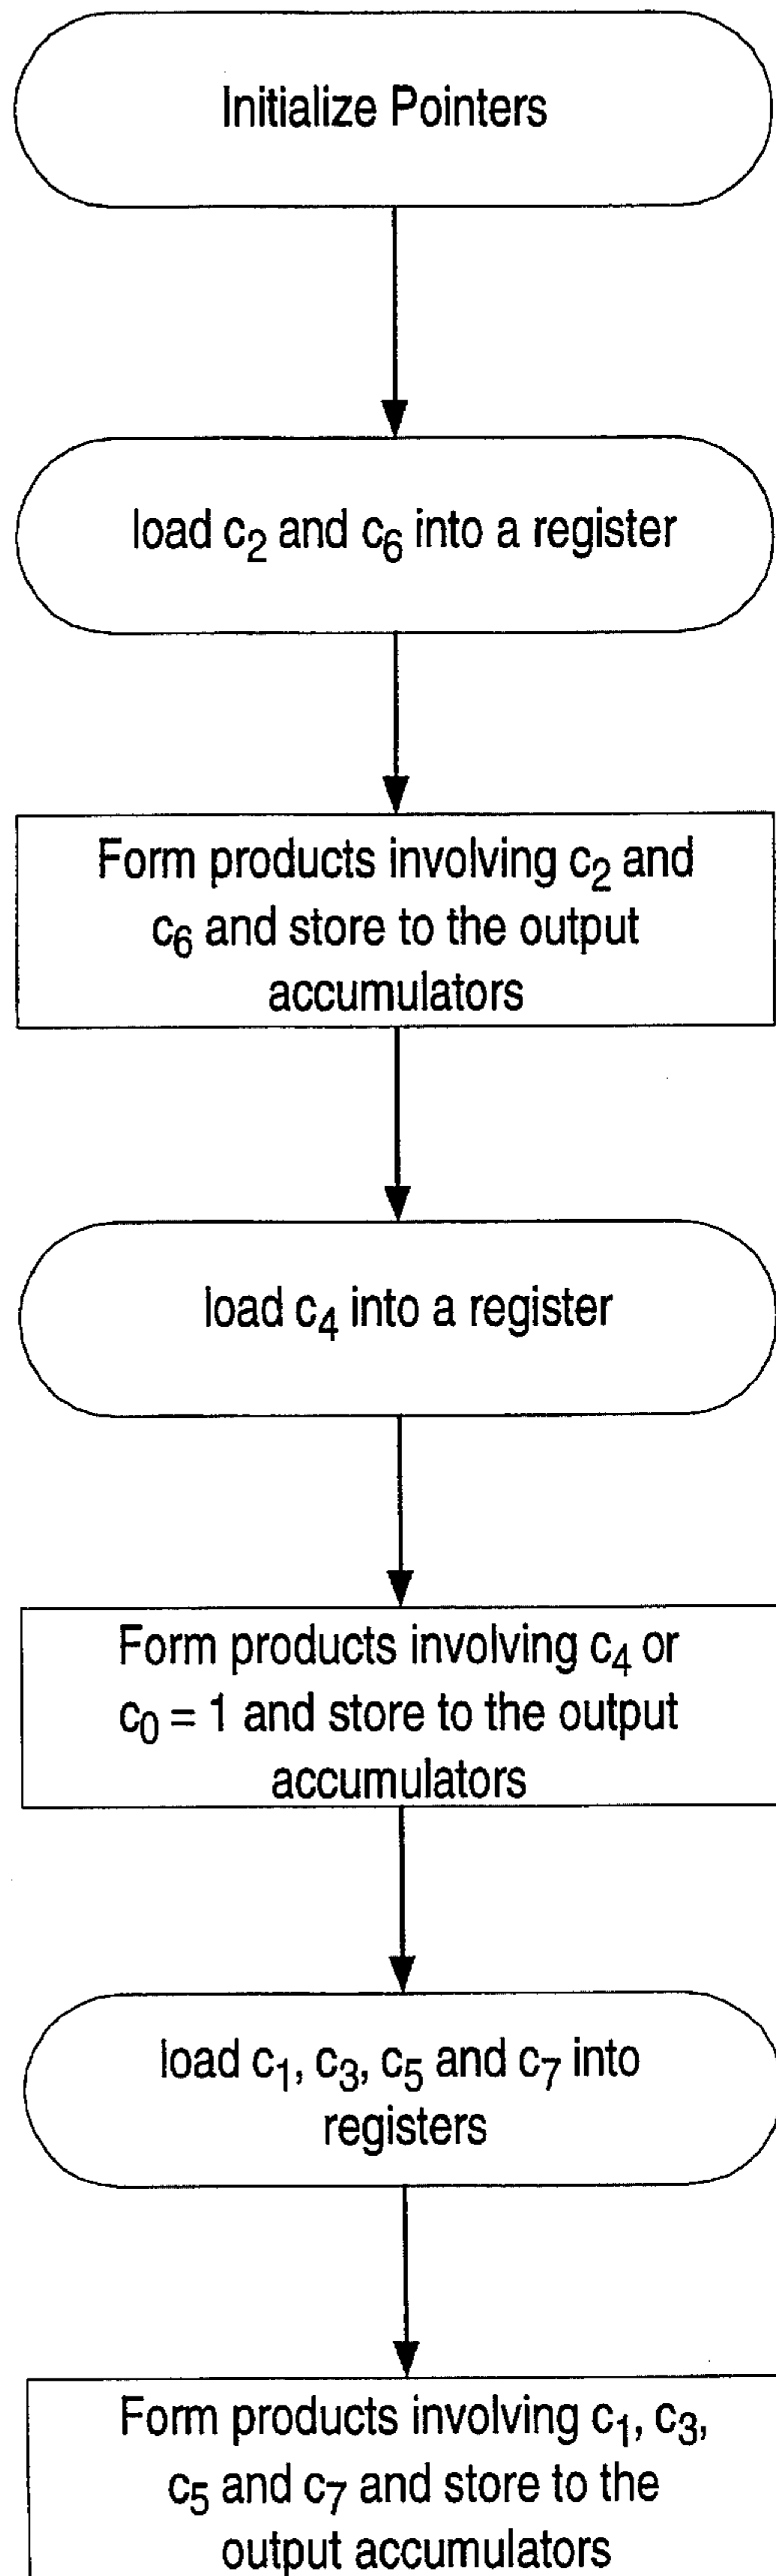 Initialize Pointers
load c2 and c6 into a register
Form products involving c2 and
c6 and store to the output
accumulators
load c4 into a register
Form products involving c4 or
c0 = 1 and store to the output
accumulators
load c1, c3, c5 and c7 into
registers
Form products involving c1, c3,
c5 and c7 and store to the
output accumulators